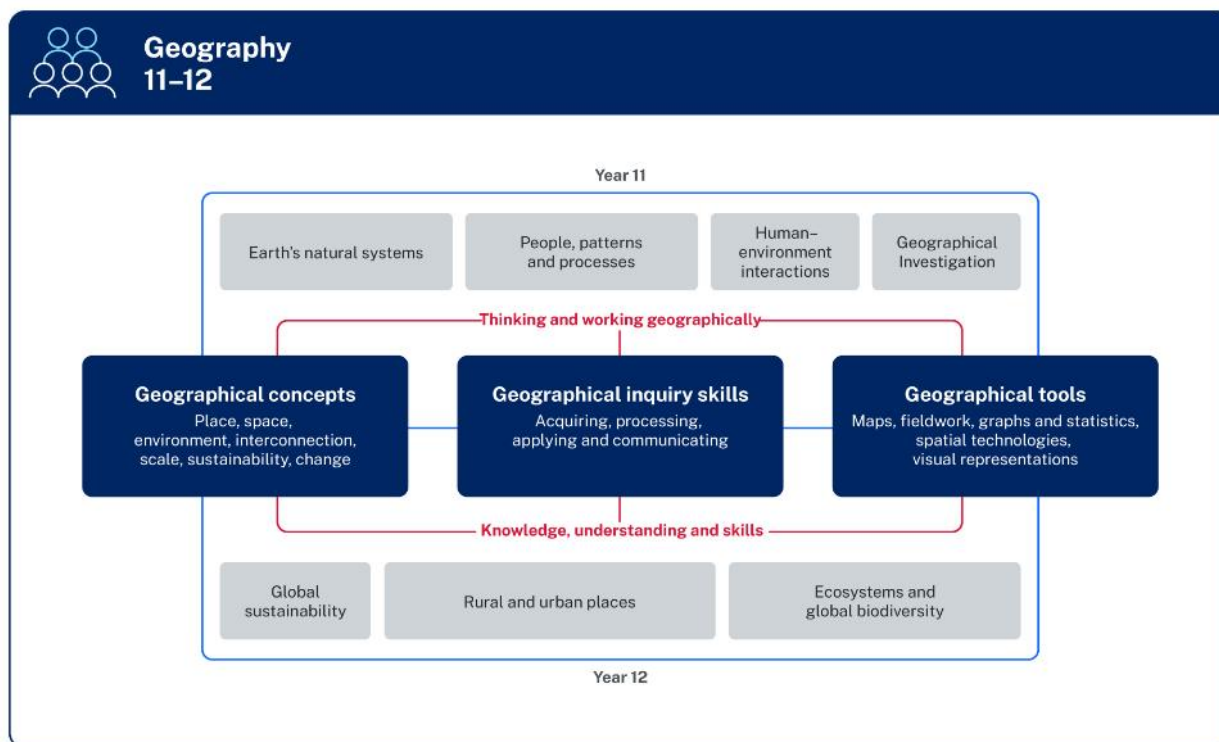 Geography
11–12
Year 11
Earth's natural systems
People, patterns
and processes
Human–
environment
interactions
Geographical
Investigation
Thinking and working geographically
Geographical concepts
Place, space,
environment, interconnection,
scale, sustainability, change
Geographical inquiry skills
Acquiring, processing,
applying and communicating
Geographical tools
Maps, fieldwork, graphs and statistics,
spatial technologies,
visual representations
Knowledge, understanding and skills
Global
sustainability
Rural and urban places
Ecosystems and
global biodiversity
Year 12